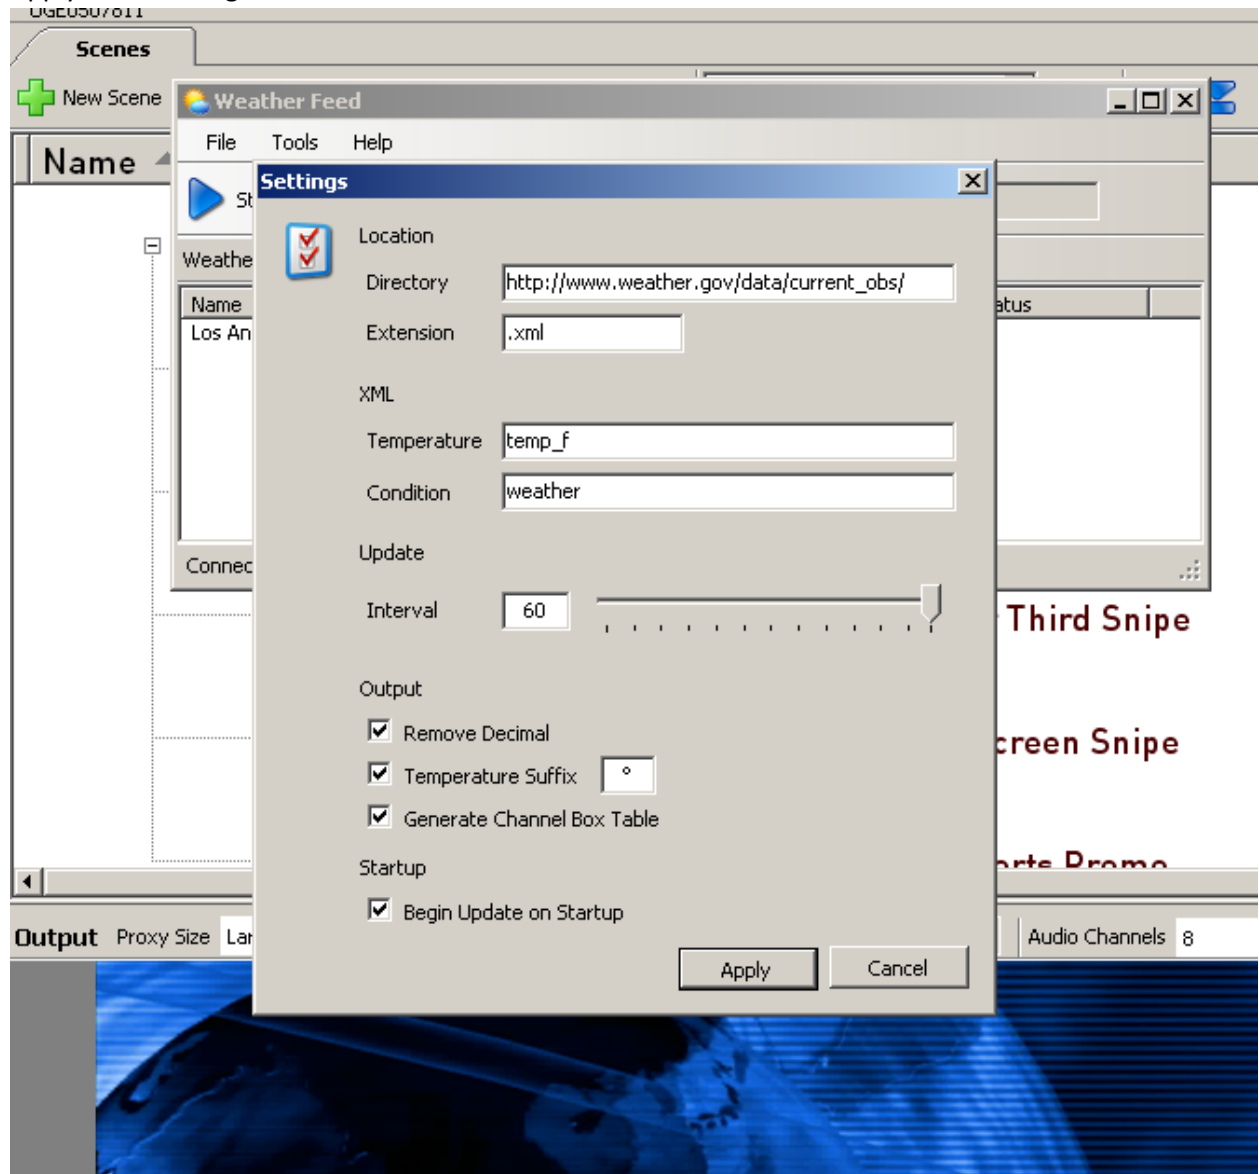 UGE0507811
Scenes
New Scene
Weather Feed
File Tools Help
Name
Settings
Location
Directory http://www.weather.gov/data/current_obs/
Name
Los An
Extension .xml
XML
Temperature temp_f
Condition weather
Update
Interval 60
Third Snipe
Output
Remove Decimal
creen Snipe
Temperature Suffix °
Generate Channel Box Table
Startup
Promo
Begin Update on Startup
Output Proxy Size Lar
Audio Channels 8
Apply Cancel